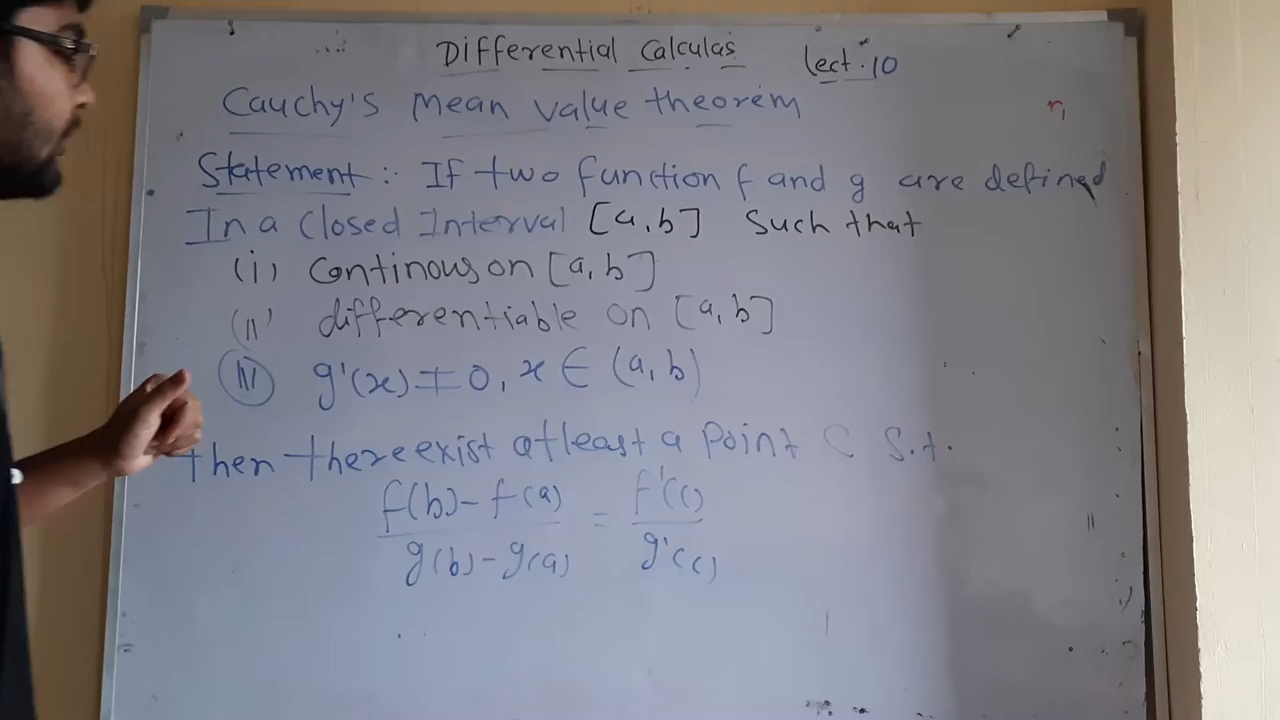 Differential Calculas Lect. 10
Cauchy's Mean value theorem
Statement :- If two function f and g are defined
In a closed Interval [a, b] such that
(i) Continous on [a, b]
(ii) differentiable on [a, b]
(iii) g'(x) ≠ 0, x ∈ (a, b)
Then there exist atleast a Point C S.t.
f(b) - f(a) / g(b) - g(a) = f'(c) / g'(c)